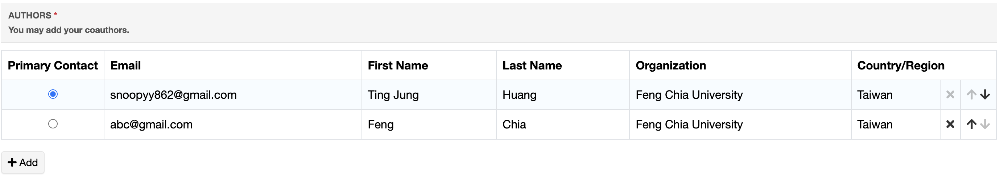 AUTHORS *
You may add your coauthors.
Primary Contact Email First Name Last Name Organization Country/Region
snoopyy862@gmail.com Ting Jung Huang Feng Chia University Taiwan
abc@gmail.com Feng Chia Feng Chia University Taiwan
Add